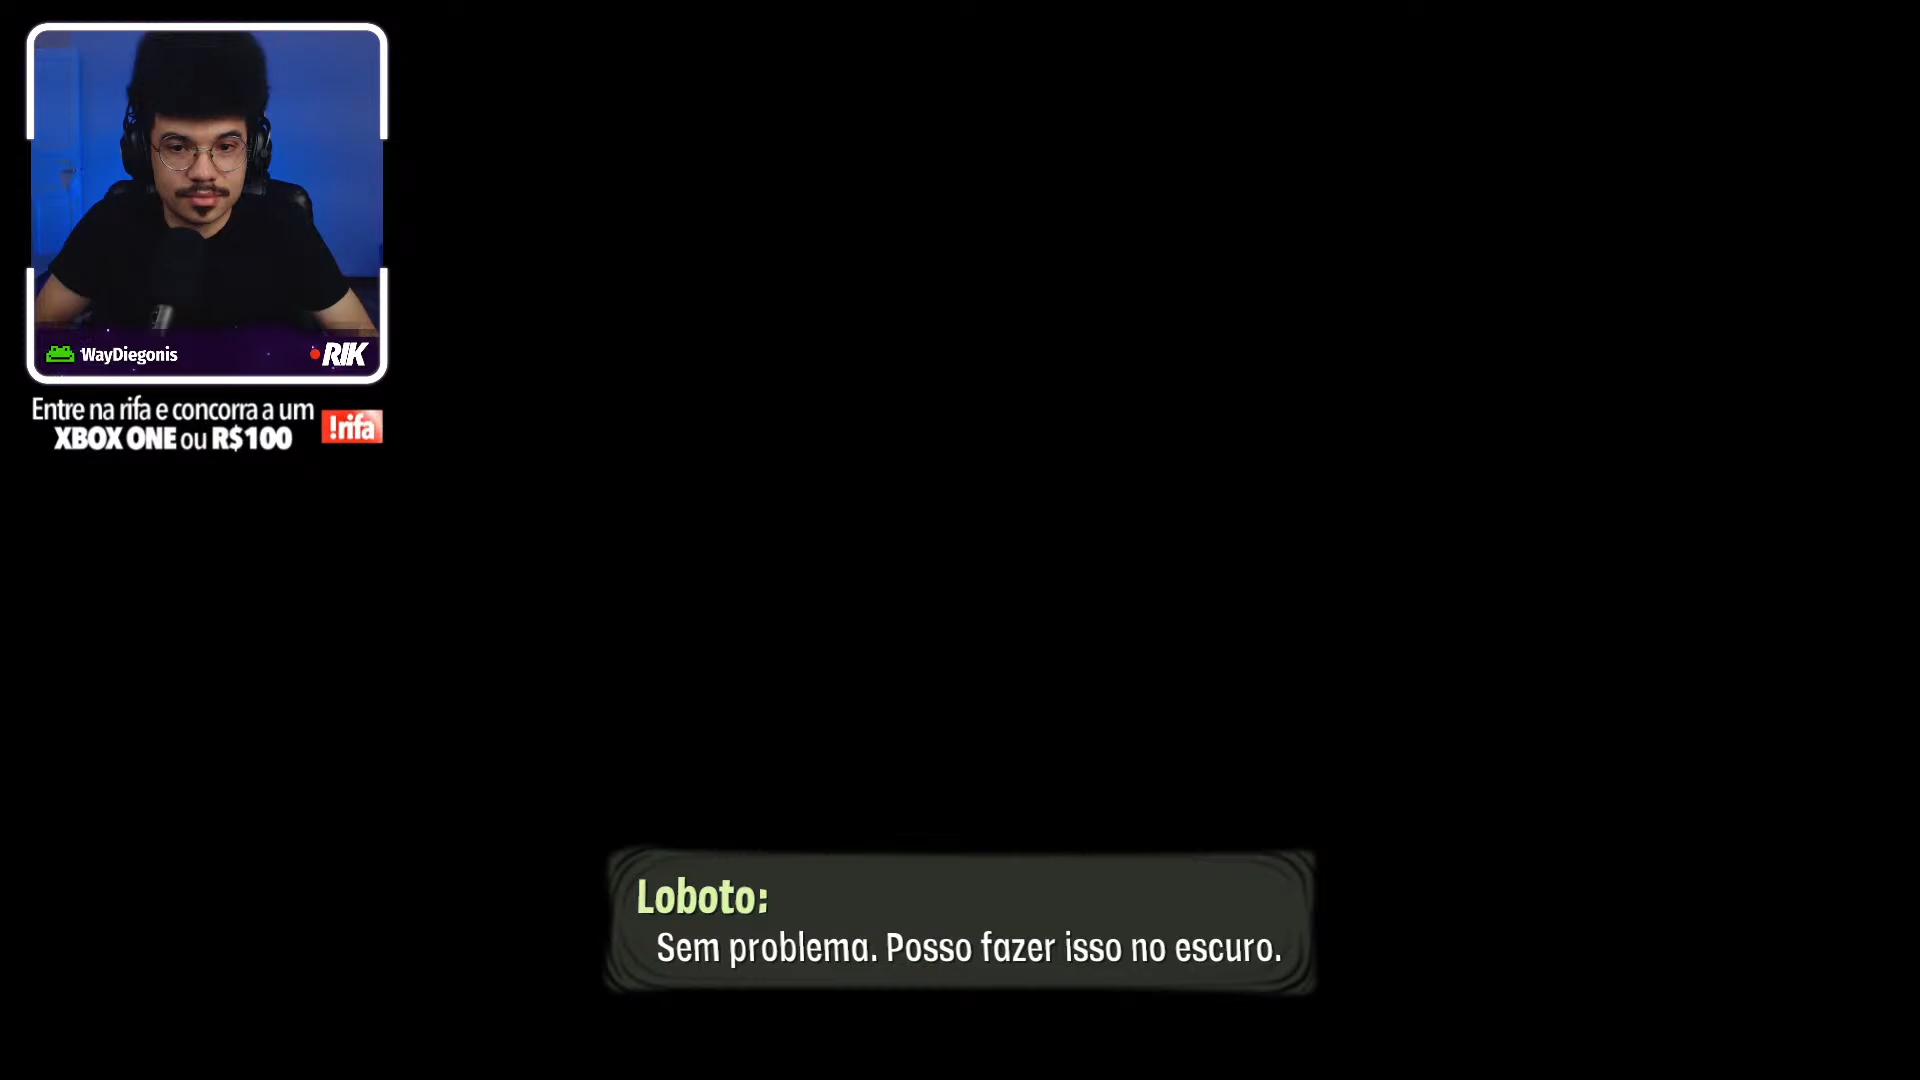 WayDiegonis
RIK
Entre na rifa e concorra a um
XBOX ONE ou R$100
!rifa
Loboto:
Sem problema. Posso fazer isso no escuro.